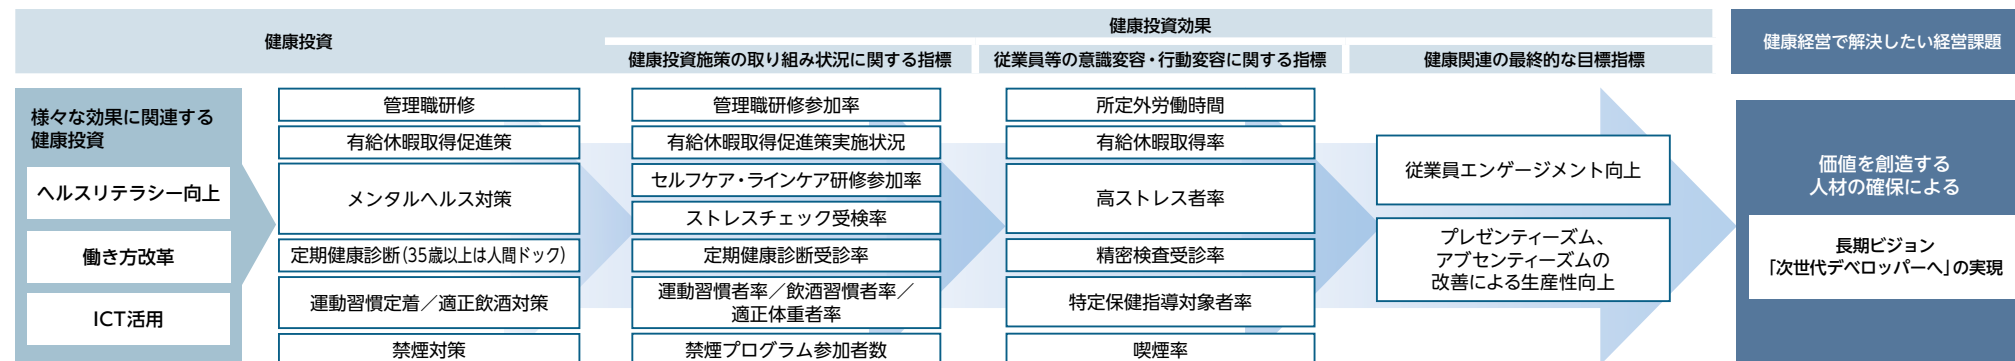 健康投資
健康投資効果
健康投資施策の取り組み状況に関する指標
従業員等の意識変容・行動変容に関する指標
健康関連の最終的な目標指標
健康経営で解決したい経営課題
様々な効果に関連する
健康投資
ヘルスリテラシー向上
働き方改革
ICT活用
管理職研修
有給休暇取得促進策
メンタルヘルス対策
定期健康診断(35歳以上は人間ドック)
運動習慣定着／適正飲酒対策
禁煙対策
管理職研修参加率
有給休暇取得促進策実施状況
セルフケア・ラインケア研修参加率
ストレスチェック受検率
定期健康診断受診率
運動習慣者率／飲酒習慣者率／
適正体重者率
禁煙プログラム参加者数
所定外労働時間
有給休暇取得率
高ストレス者率
精密検査受診率
特定保健指導対象者率
喫煙率
従業員エンゲージメント向上
プレゼンティーズム、
アブセンティーズムの
改善による生産性向上
価値を創造する
人材の確保による
長期ビジョン
「次世代デベロッパーへ」の実現